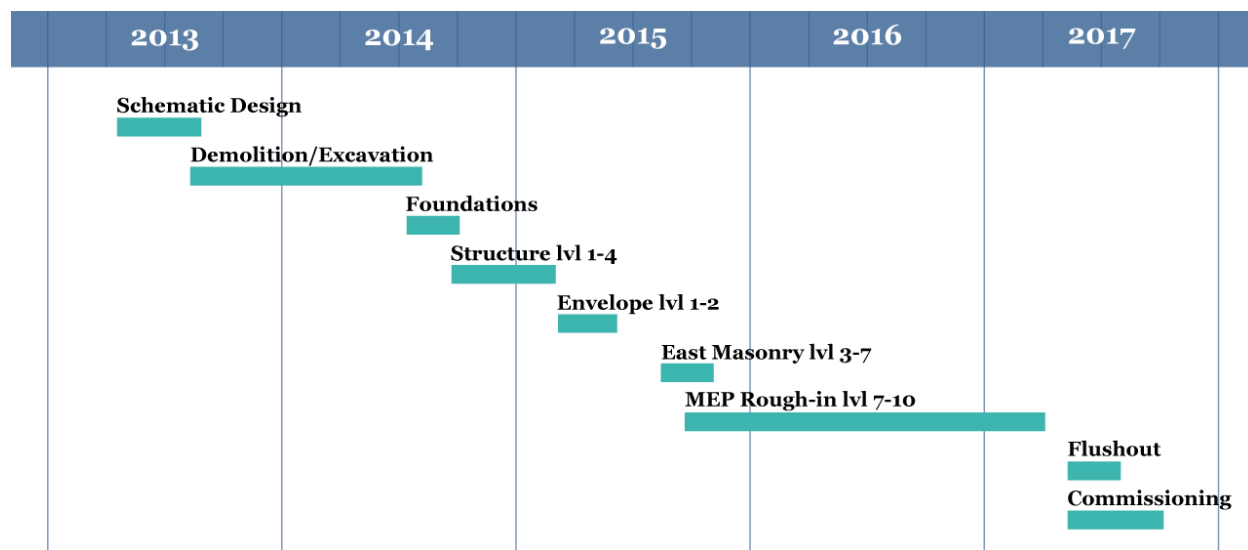 2013 2014 2015 2016 2017
Schematic Design
Demolition/Excavation
Foundations
Structure lvl 1-4
Envelope lvl 1-2
East Masonry lvl 3-7
MEP Rough-in lvl 7-10
Flushout
Commissioning